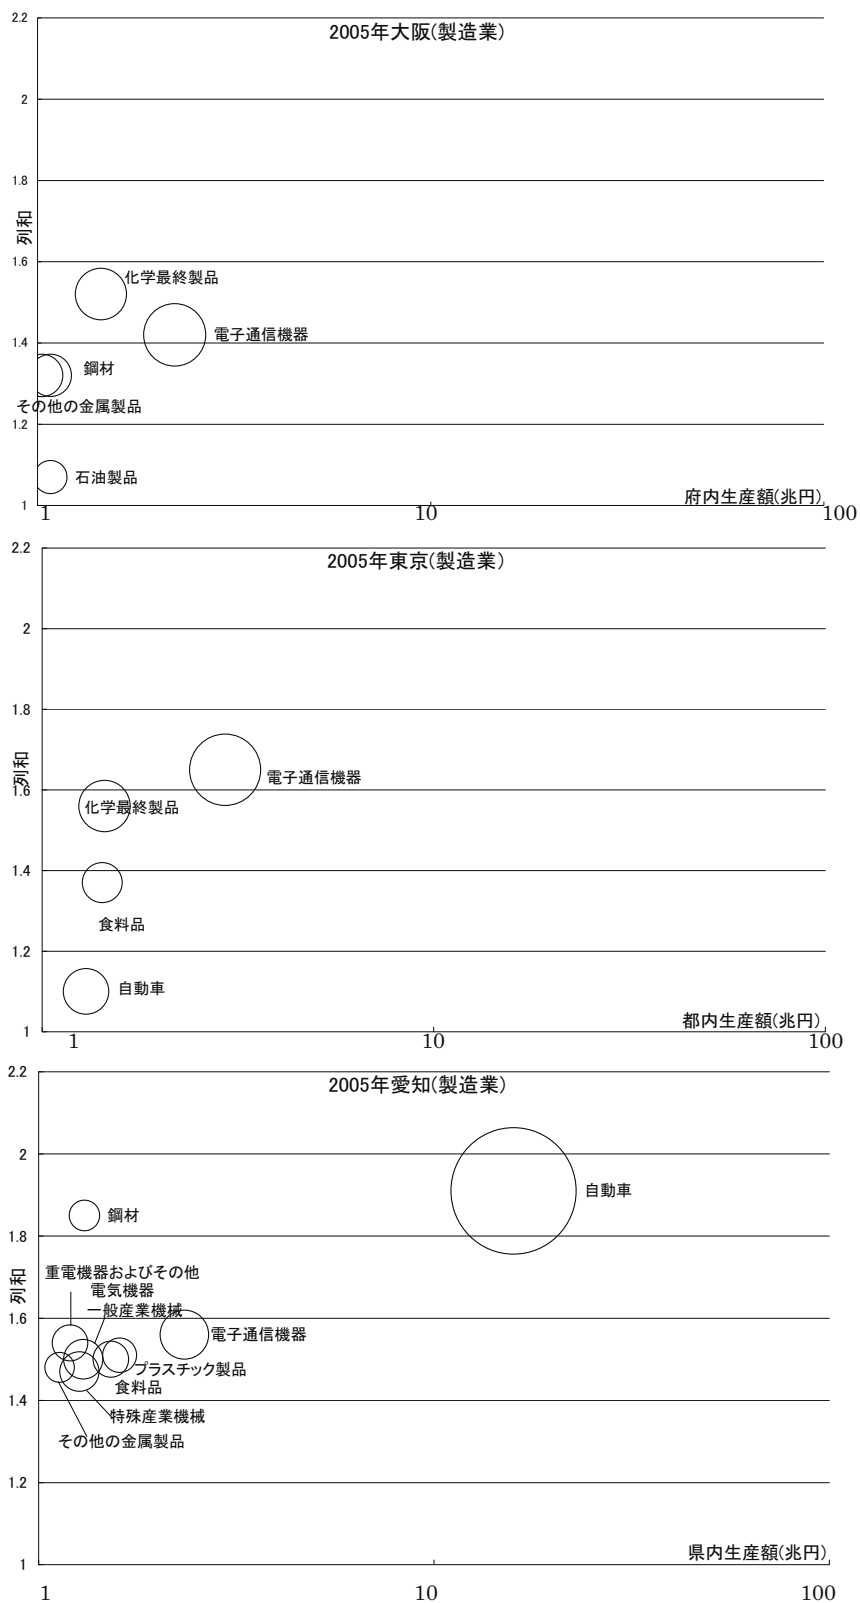 2005年大阪(製造業)
2.2
2
1.8
列和
1.6
化学最終製品
電子通信機器
1.4
鋼材
その他の金属製品
1.2
石油製品
府内生産額(兆円)
1
1
10
100
2005年東京(製造業)
2.2
2
1.8
列和
電子通信機器
1.6
化学最終製品
1.4
食料品
1.2
自動車
都内生産額(兆円)
1
1
10
100
2005年愛知(製造業)
2.2
2
自動車
鋼材
1.8
列和
重電機器およびその他
電気機器
一般産業機械
1.6
電子通信機器
プラスチック製品
食料品
1.4
特殊産業機械
その他の金属製品
1.2
県内生産額(兆円)
1
1
10
100